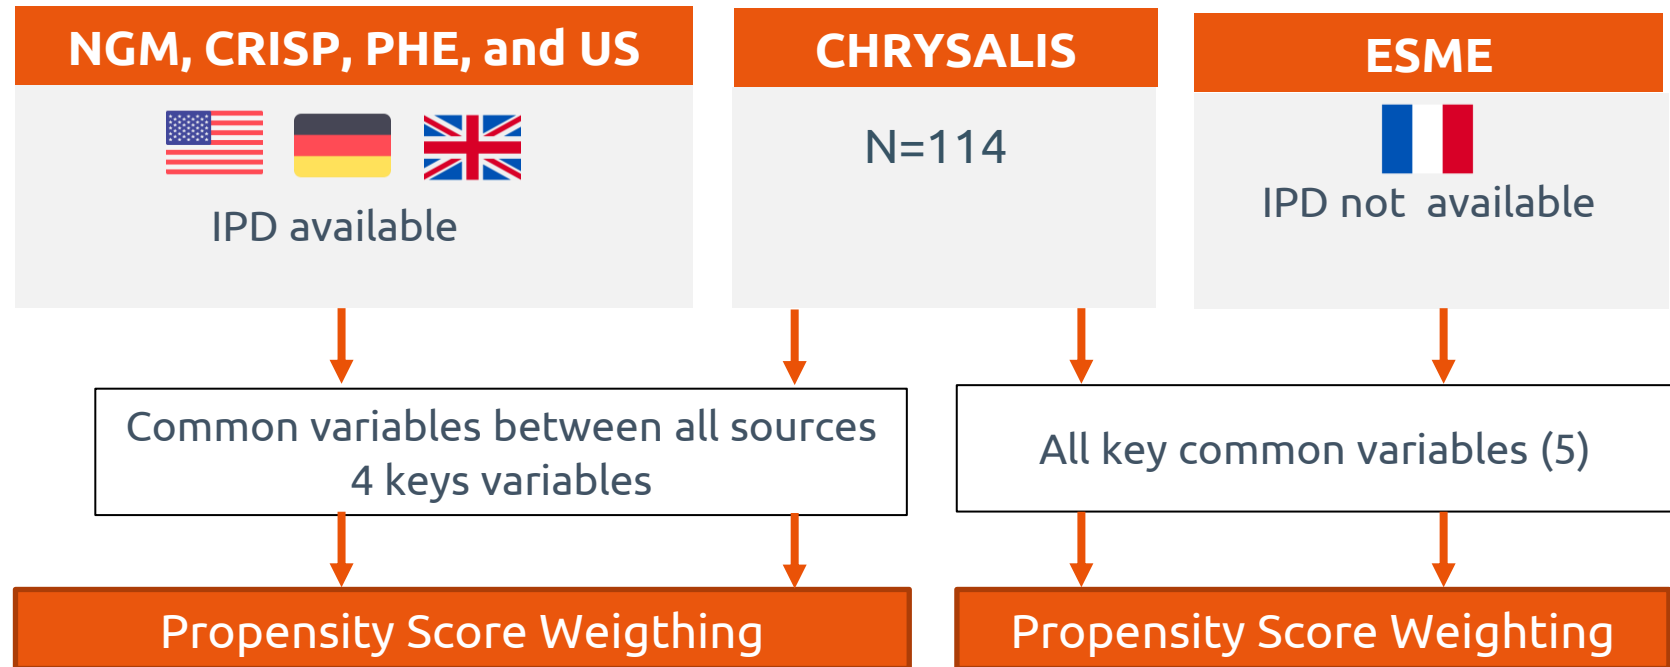 NGM, CRISP, PHE, and US
IPD available
CHRYSALIS
N=114
ESME
IPD not available
Common variables between all sources
4 keys variables
All key common variables (5)
Propensity Score Weigthing
Propensity Score Weighting